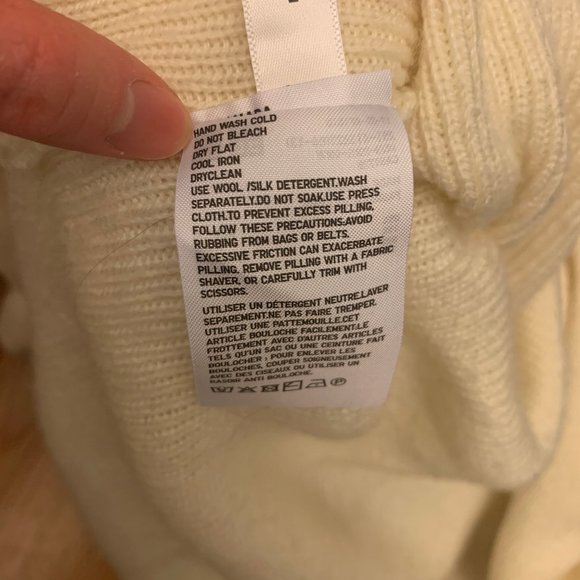 HAND WASH COLD
DO NOT BLEACH
DRY FLAT
COOL IRON
DRYCLEAN
USE WOOL /SILK DETERGENT.WASH
SEPARATELY.DO NOT SOAK.USE PRESS
CLOTH.TO PREVENT EXCESS PILLING,
FOLLOW THESE PRECAUTIONS:AVOID
RUBBING FROM BAGS OR BELTS.
EXCESSIVE FRICTION CAN EXACERBATE
PILLING. REMOVE PILLING WITH A FABRIC
SHAVER, OR CAREFULLY TRIM WITH
SCISSORS.
UTILISER UN DÉTERGENT NEUTRE.LAVER
SEPAREMENT.NE PAS FAIRE TREMPER.
UTILISER UNE PATTEMOUILLE.CET
ARTICLE BOULOCHE FACILEMENT.LE
FROTTEMENT AVEC DES ARTICLES
TELS QU'UN SAC OU UNE CEINTURE FAIT
BOULOCHER; POUR ENLEVER LES
BOULOCHES, COUPER SOIGNEUSEMENT
AVEC DES CISEAUX OU UTILISER UN
RASOIR ANTI BOULOCHE.